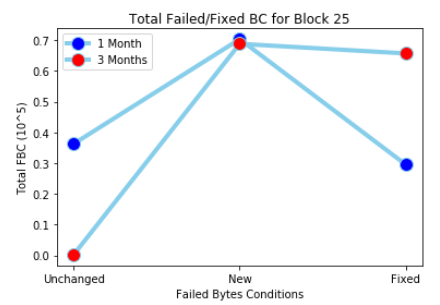 Total Failed/Fixed BC for Block 25
1 Month
3 Months
Total FBC (10^5)
0.7
0.6
0.5
0.4
0.3
0.2
0.1
0.0
Unchanged New Fixed
Failed Bytes Conditions